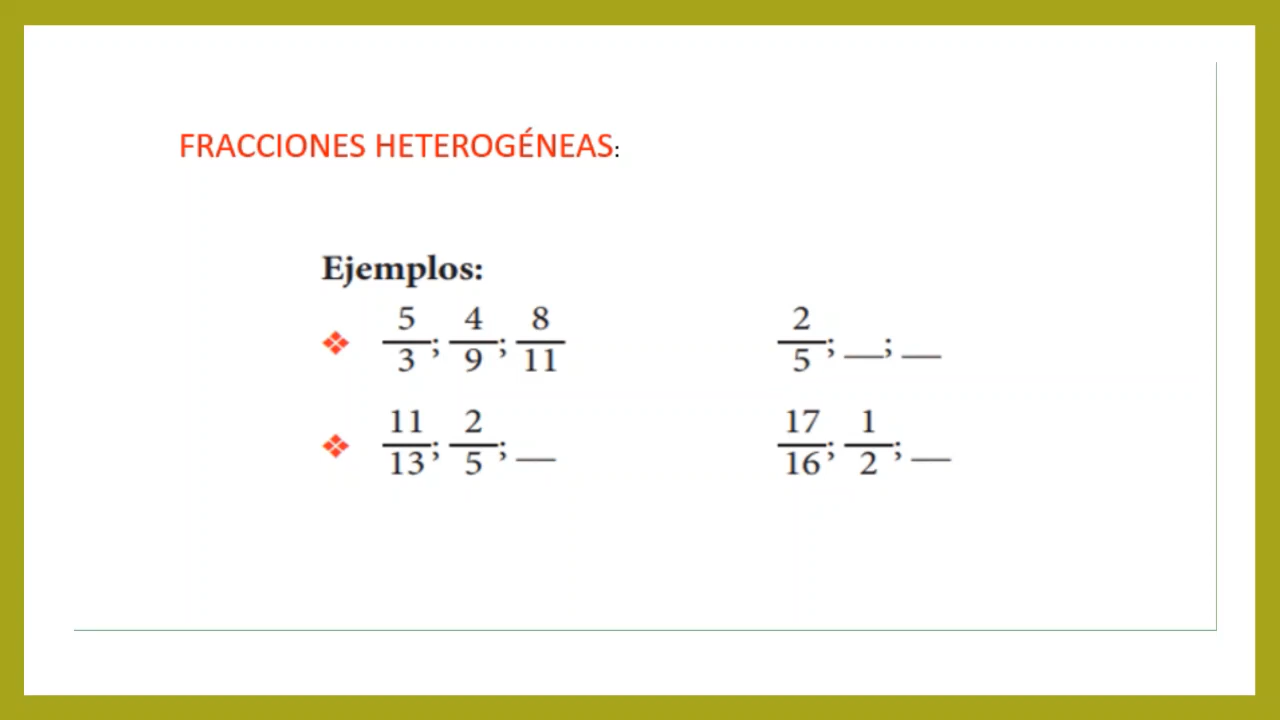 FRACCIONES HETEROGÉNEAS:
Ejemplos:
❖ 5/3; 4/9; 8/11 2/5; __; __
❖ 11/13; 2/5; __ 17/16; 1/2; __